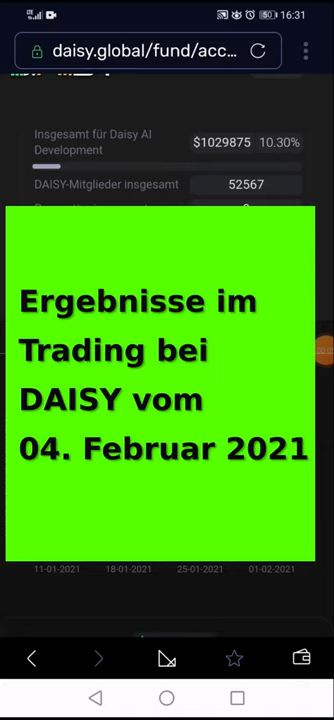 LTE
50
16:31
daisy.global/fund/acc...
Insgesamt für Daisy AI
Development
$1029875
10.30%
DAISY-Mitglieder insgesamt
52567
Ergebnisse im
Trading bei
DAISY vom
04. Februar 2021
11-01-2021
18-01-2021
25-01-2021
01-02-2021